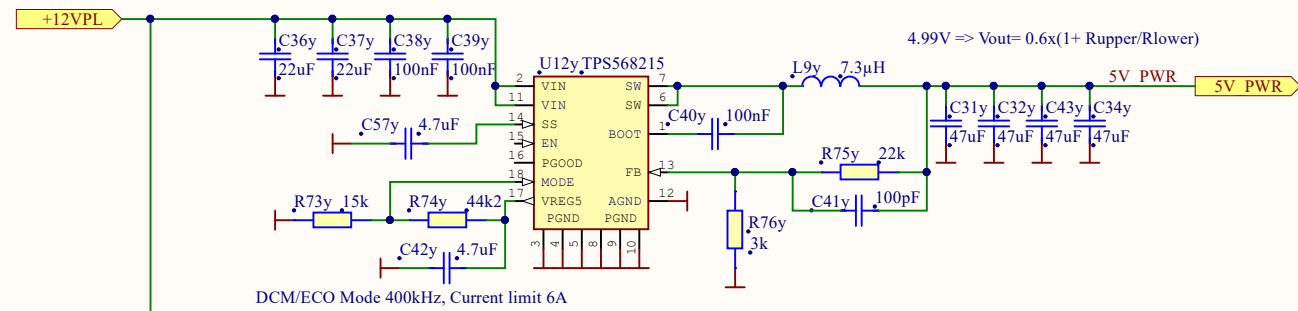 +12VPL
C36y
22uF
C37y
22uF
C38y
100nF
C39y
100nF
4.99V => Vout= 0.6x(1+ Rupper/Rlower)
U12y TPS568215
2 VIN
11 VIN
14 SS
15 EN
16 PGOOD
18 MODE
17 VREG5
PGND PGND
3 4 5 8 9 10
SW 7
SW 6
BOOT 1
FB 13
AGND 12
C57y 4.7uF
R73y 15k
R74y 44k2
C42y 4.7uF
DCM/ECO Mode 400kHz, Current limit 6A
C40y 100nF
L9y 7.3µH
R75y 22k
C41y 100pF
R76y
3k
5V PWR
5V PWR
C31y
47uF
C32y
47uF
C43y
47uF
C34y
47uF